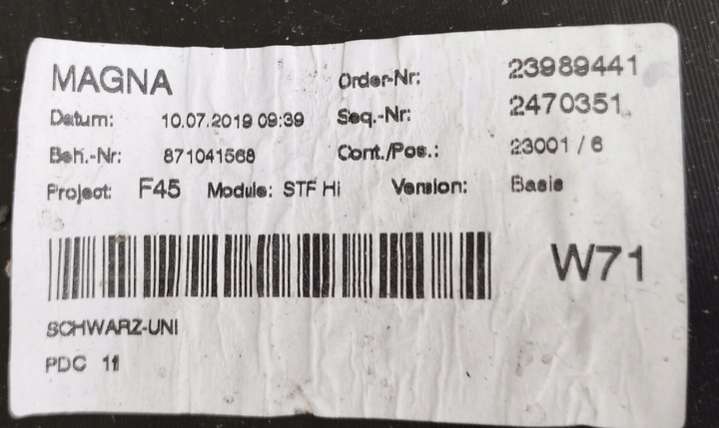 MAGNA Order-Nr: 23989441
Datum: 10.07.2019 09:39 Seq.-Nr: 2470351
Beh.-Nr: 871041568 Cont./Pos.: 23001 / 6
Project: F45 Module: STF Hi Version: Basis
W71
SCHWARZ-UNI
PDC 11